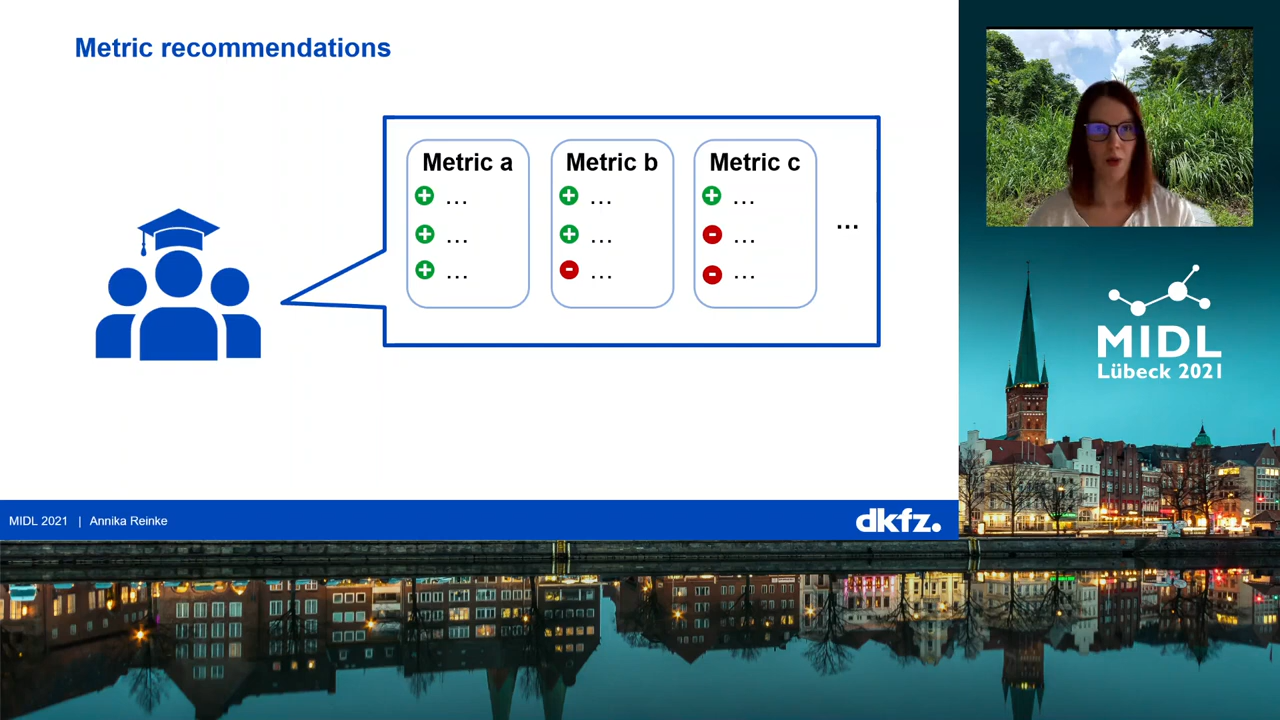 Metric recommendations
Metric a
+ ...
+ ...
+ ...
Metric b
+ ...
+ ...
- ...
Metric c
+ ...
- ...
- ...
...
MIDL 2021 | Annika Reinke
dkfz.
MIDL
Lübeck 2021